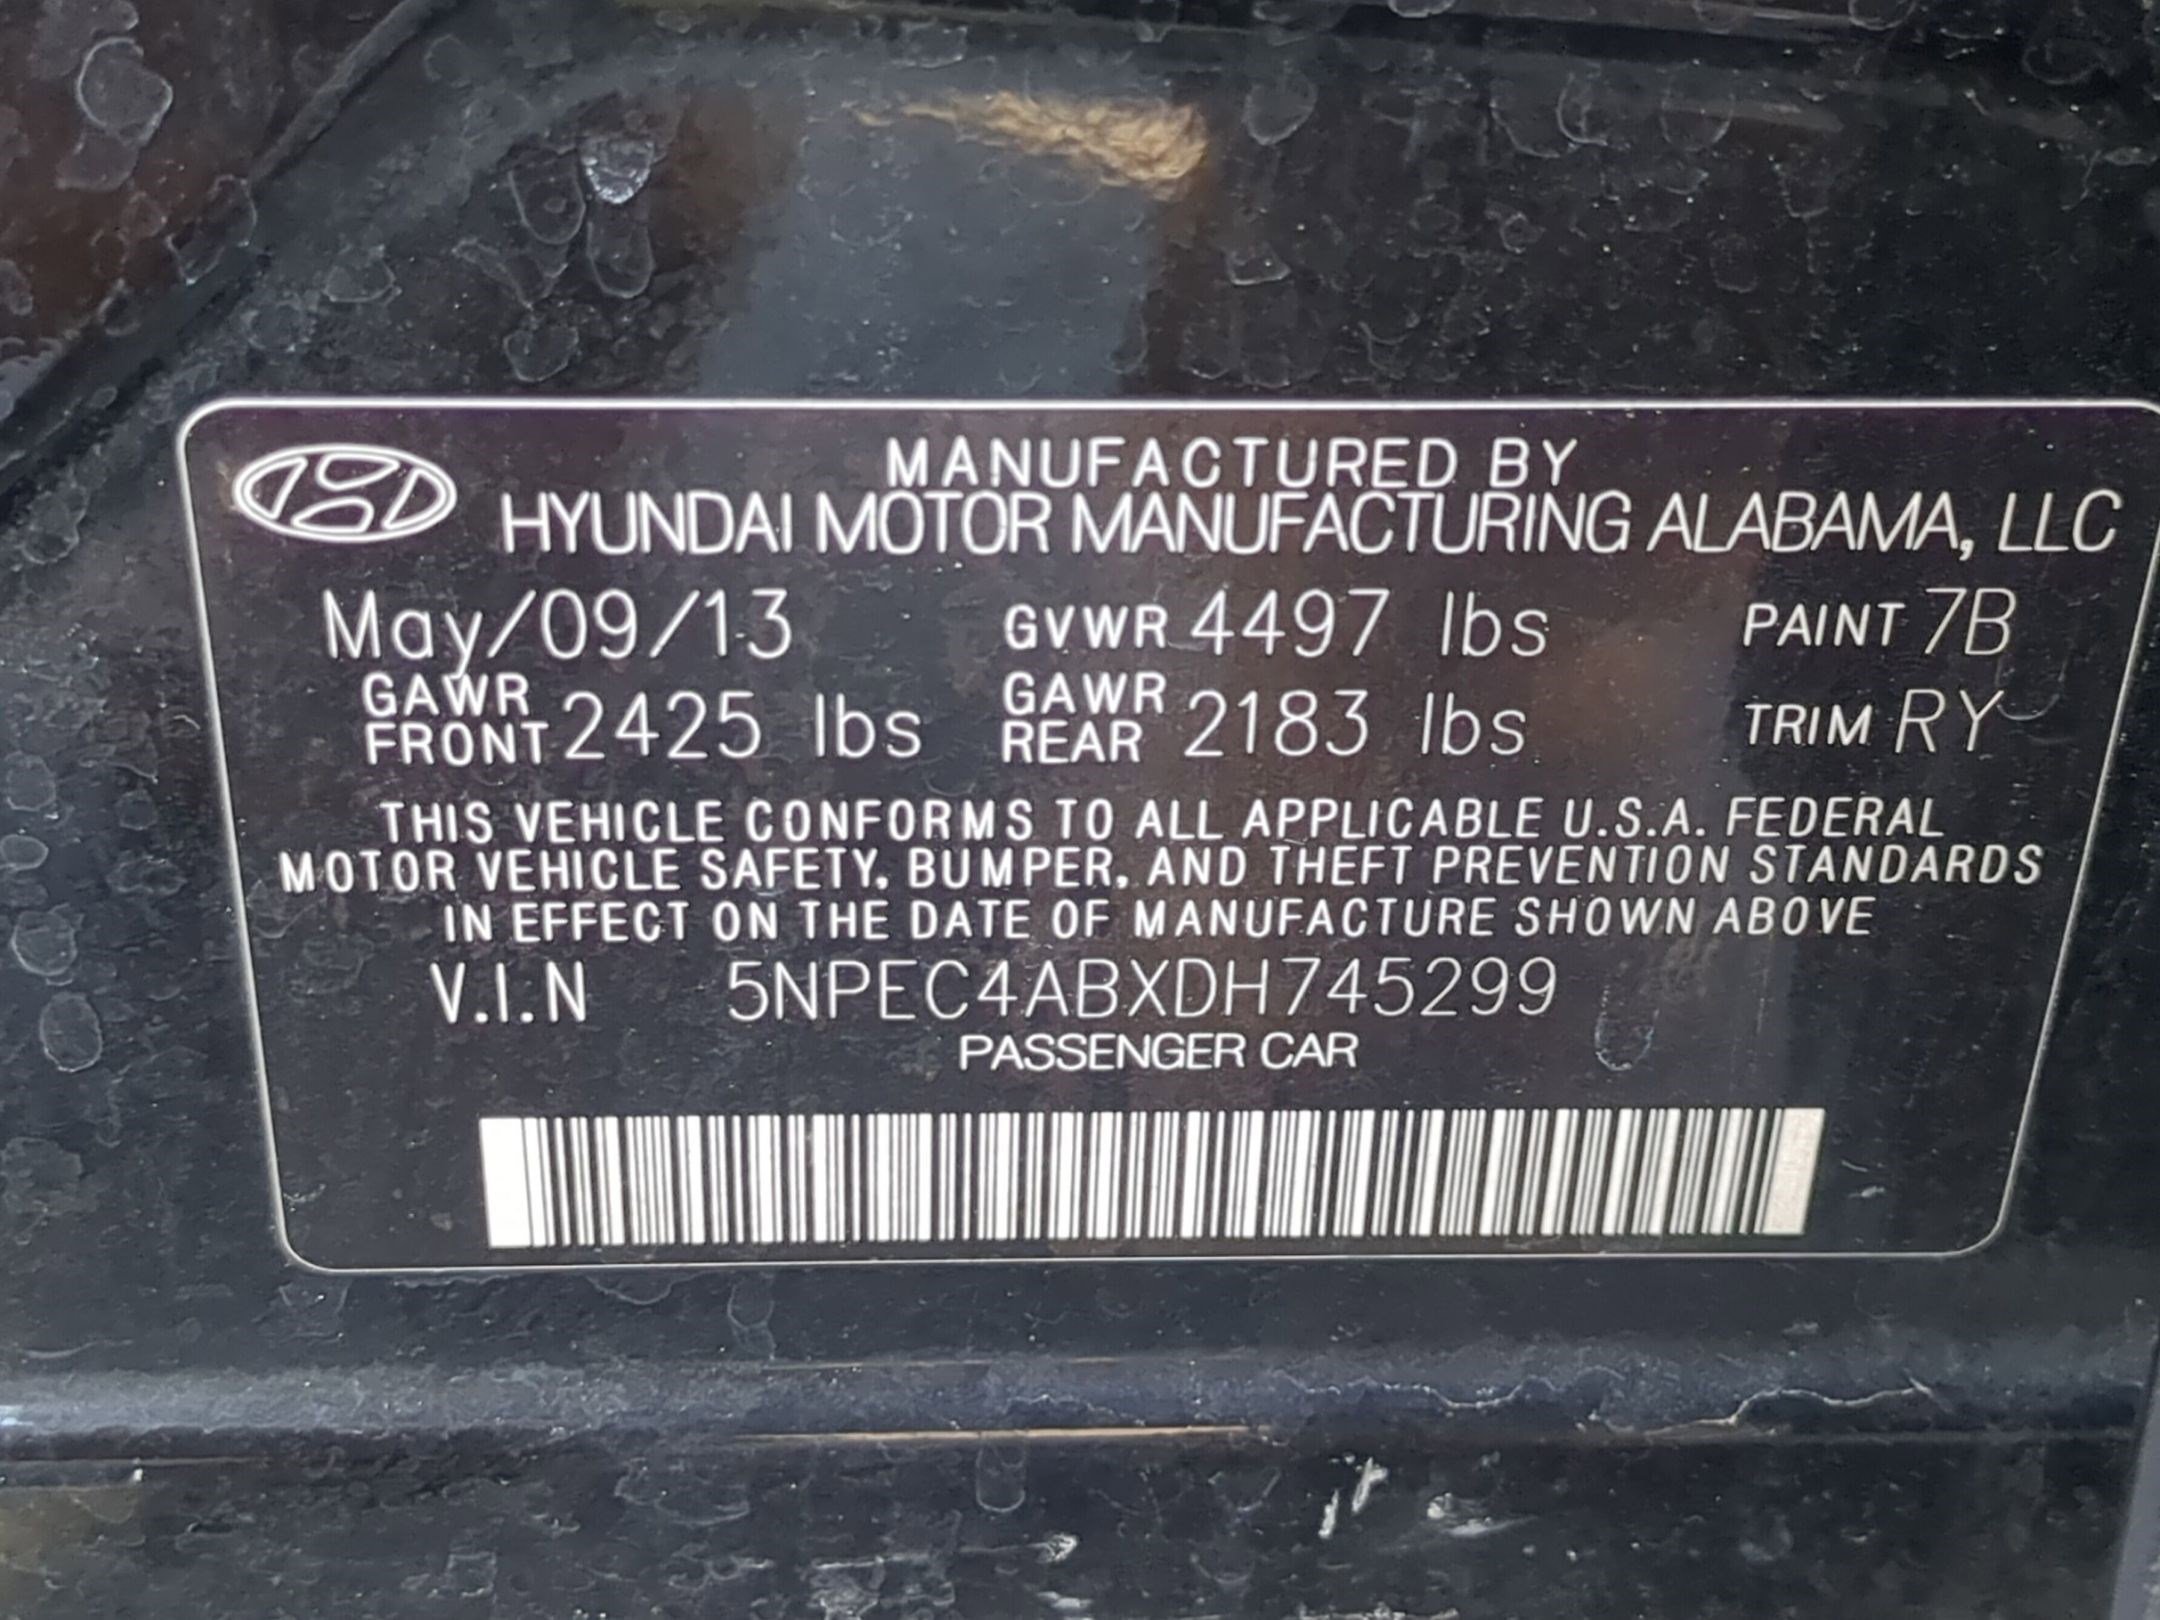 MANUFACTURED BY
HYUNDAI MOTOR MANUFACTURING ALABAMA, LLC
May/09/13 GVWR 4497 lbs PAINT 7B
GAWR FRONT 2425 lbs GAWR REAR 2183 lbs TRIM RY
THIS VEHICLE CONFORMS TO ALL APPLICABLE U.S.A. FEDERAL
MOTOR VEHICLE SAFETY, BUMPER, AND THEFT PREVENTION STANDARDS
IN EFFECT ON THE DATE OF MANUFACTURE SHOWN ABOVE
V.I.N 5NPEC4ABXDH745299
PASSENGER CAR